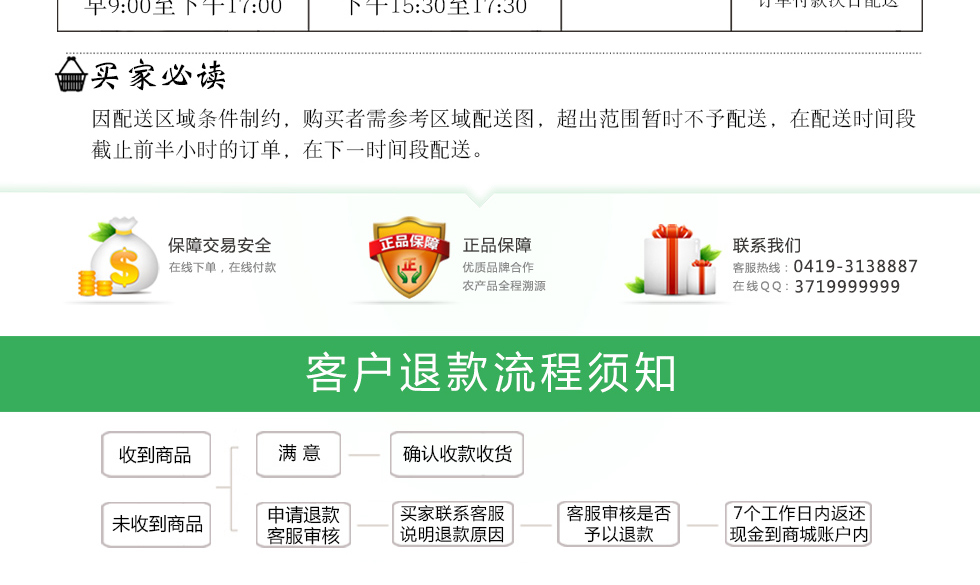 早9:00至下午17:00
下午15:30至17:30
订单付款次日配送
买家必读
因配送区域条件制约，购买者需参考区域配送图，超出范围暂时不予配送，在配送时间段
截止前半小时的订单，在下一时间段配送。
保障交易安全
在线下单，在线付款
正品保障
正
正品保障
优质品牌合作
农产品全程溯源
联系我们
客服热线：0419-3138887
在线QQ：3719999999
客户退款流程须知
收到商品
满 意
确认收款收货
未收到商品
申请退款
客服审核
买家联系客服
说明退款原因
客服审核是否
予以退款
7个工作日内返还
现金到商城账户内